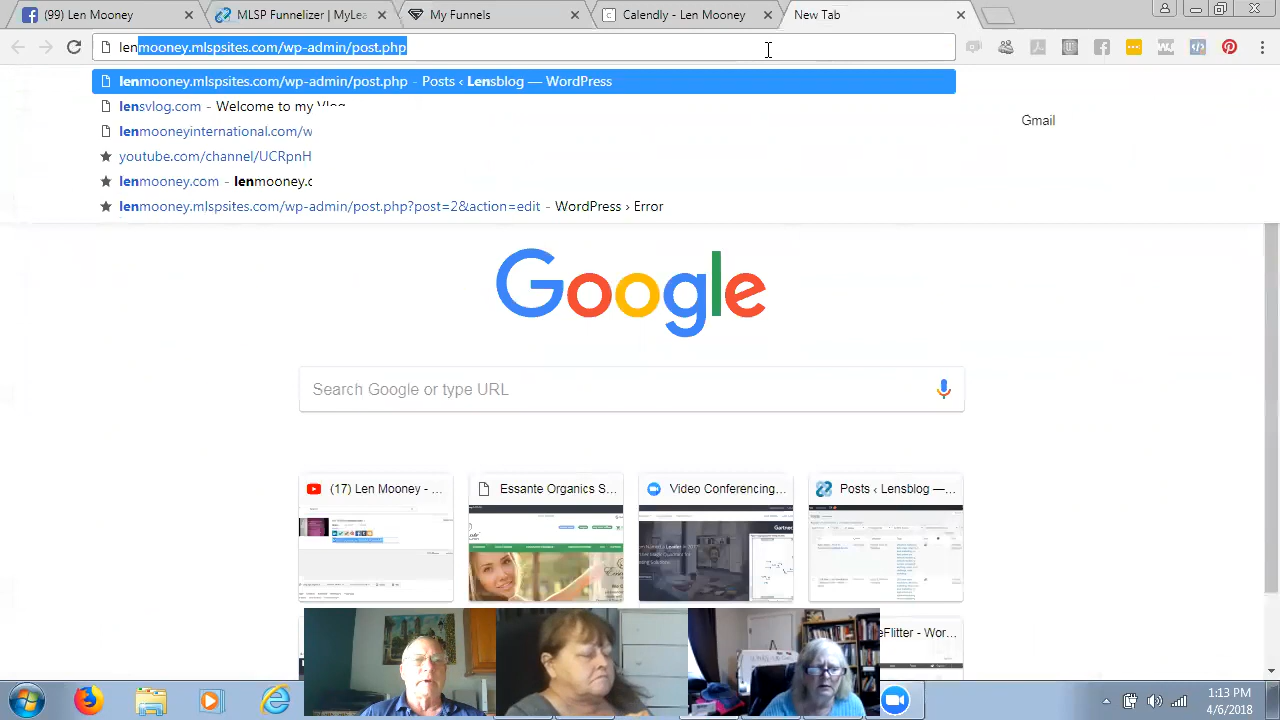 (99) Len Mooney
MLSP Funnelizer | MyLea
My Funnels
Calendly - Len Mooney
New Tab
lenmooney.mlspsites.com/wp-admin/post.php
lenmooney.mlspsites.com/wp-admin/post.php - Posts ‹ Lensblog — WordPress
lensvlog.com - Welcome to my Vlog
lenmooneyinternational.com/w
Gmail
youtube.com/channel/UCRpnH
lenmooney.com - lenmooney.c
lenmooney.mlspsites.com/wp-admin/post.php?post=2&action=edit - WordPress › Error
Google
Search Google or type URL
(17) Len Mooney - ...
Essante Organics S...
Video Conferencing...
Posts ‹ Lensblog —...
Gartner
eFlitter - Wor...
1:13 PM
4/6/2018